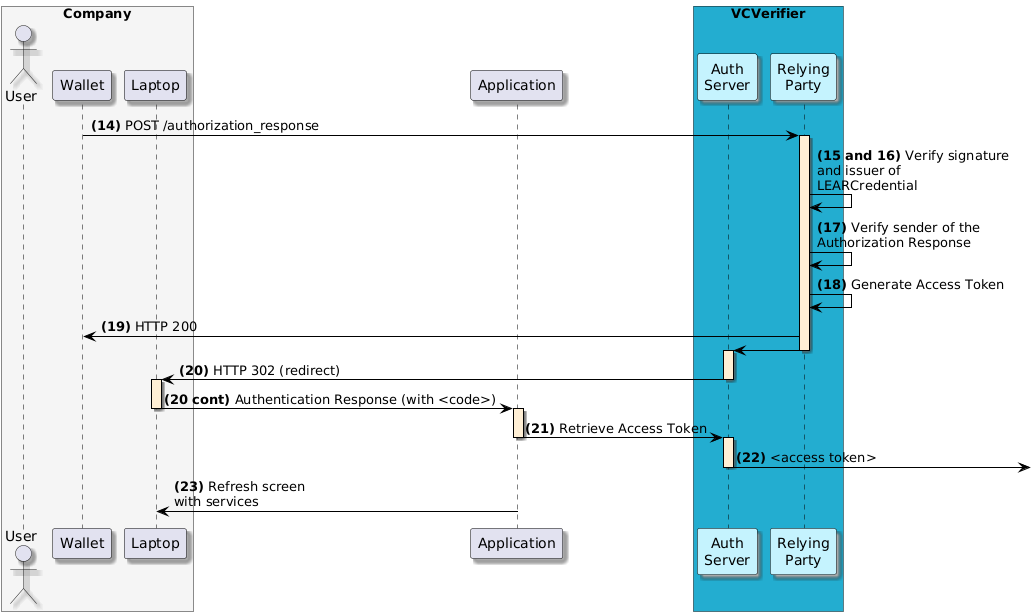 Company
VCVerifier
User
Wallet
Laptop
Application
Auth
Server
Relying
Party
(14) POST /authorization_response
(15 and 16) Verify signature
and issuer of
LEARCredential
(17) Verify sender of the
Authorization Response
(18) Generate Access Token
(19) HTTP 200
(20) HTTP 302 (redirect)
(20 cont) Authentication Response (with <code>)
(21) Retrieve Access Token
(22) <access token>
(23) Refresh screen
with services
User
Wallet
Laptop
Application
Auth
Server
Relying
Party